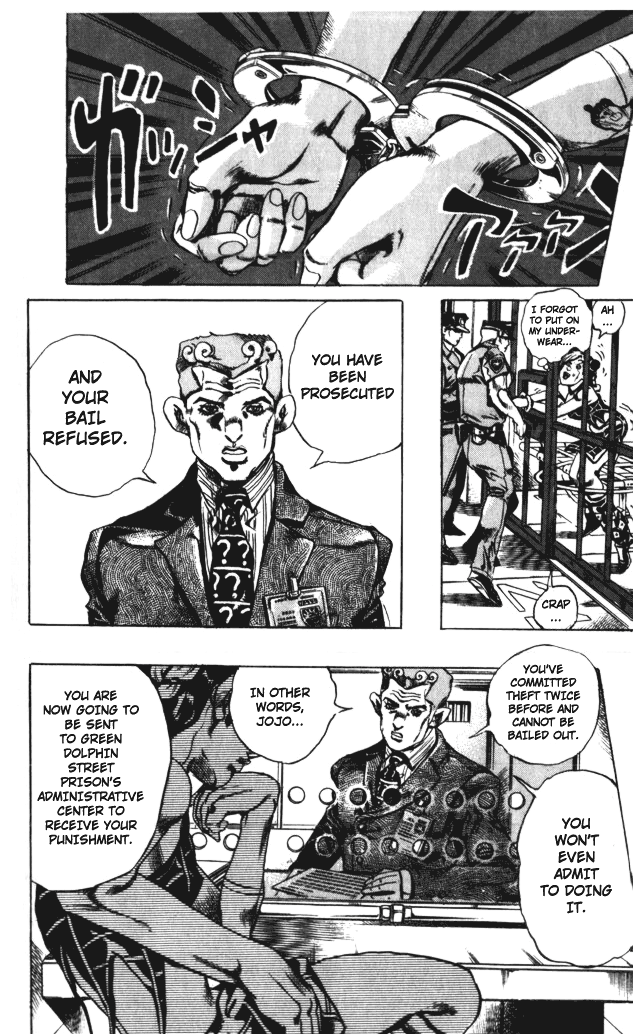 ガッ
ーャ
アァァン
AH
...
I FORGOT
TO PUT ON
MY UNDER-
WEAR...
CRAP
...
YOU HAVE
BEEN
PROSECUTED
AND
YOUR
BAIL
REFUSED.
? ?
? ?
YOU'VE
COMMITTED
THEFT TWICE
BEFORE AND
CANNOT BE
BAILED OUT.
YOU
WON'T
EVEN
ADMIT
TO DOING
IT.
IN OTHER
WORDS,
JOJO...
YOU ARE
NOW GOING TO
BE SENT
TO GREEN
DOLPHIN
STREET
PRISON'S
ADMINISTRATIVE
CENTER TO
RECEIVE YOUR
PUNISHMENT.